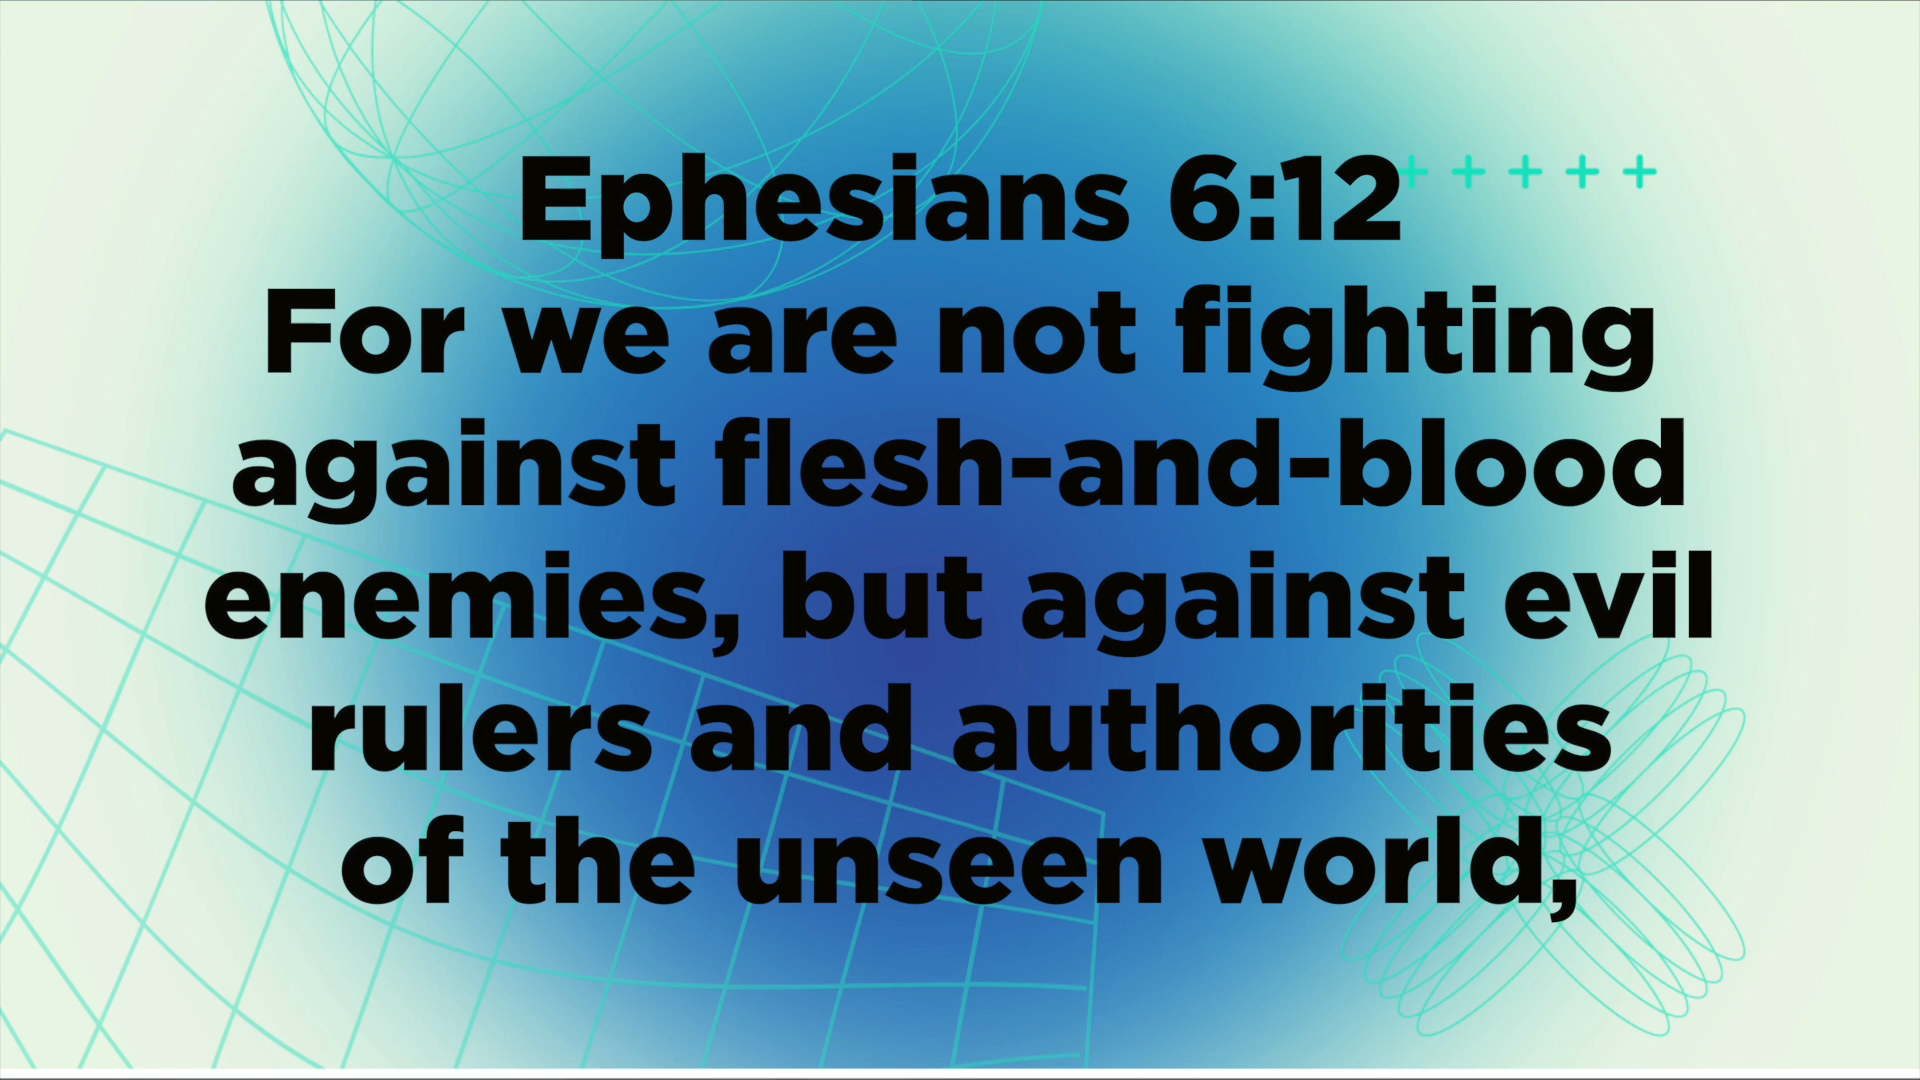 Ephesians 6:12
For we are not fighting
against flesh-and-blood
enemies, but against evil
rulers and authorities
of the unseen world,